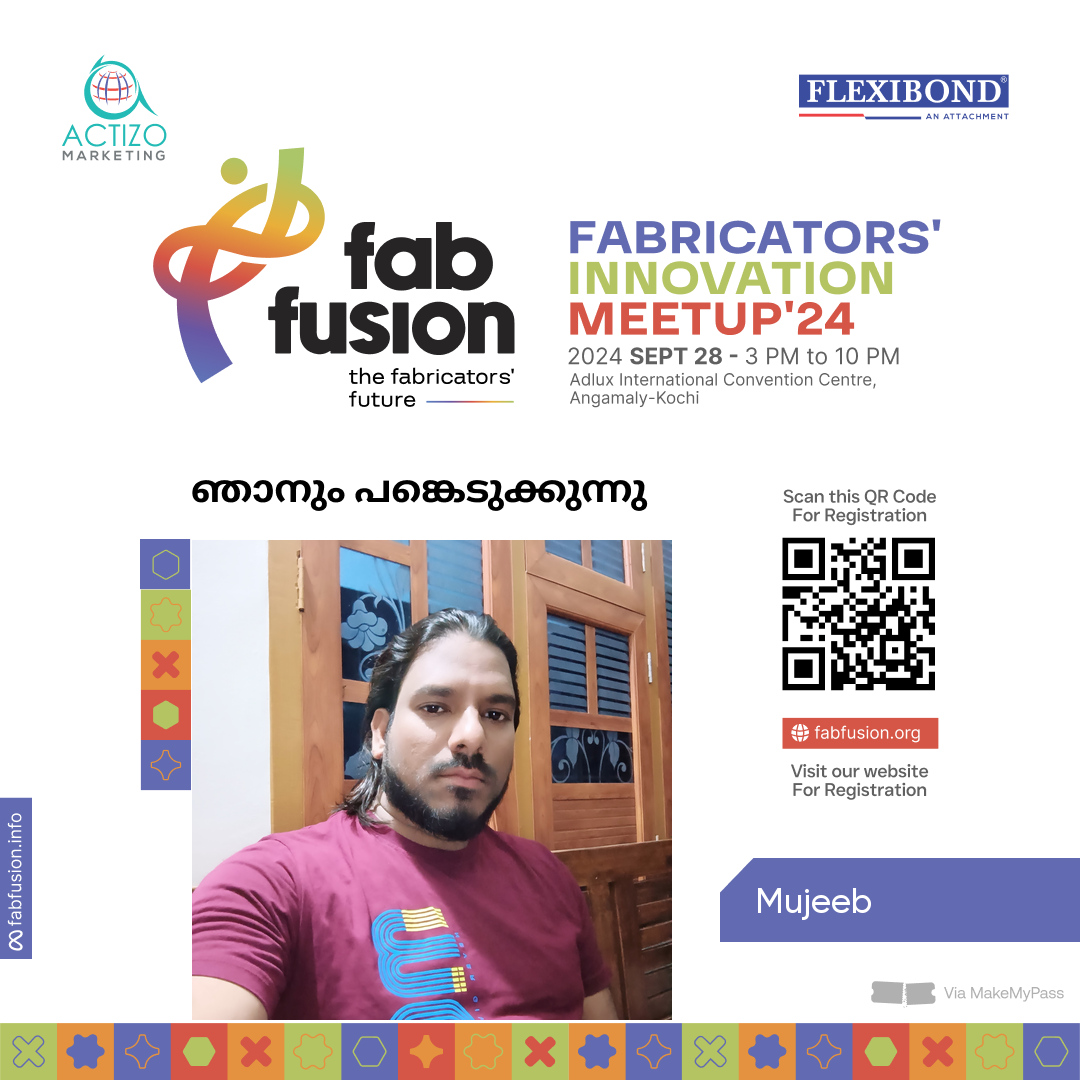 ACTIZO
MARKETING
FLEXIBOND®
AN ATTACHMENT
fab
fusion
the fabricators'
future
FABRICATORS'
INNOVATION
MEETUP'24
2024 SEPT 28 - 3 PM to 10 PM
Adlux International Convention Centre,
Angamaly-Kochi
ഞാനും പങ്കെടുക്കുന്നു
Scan this QR Code
For Registration
fabfusion.org
Visit our website
For Registration
fabfusion.info
Mujeeb
Via MakeMyPass